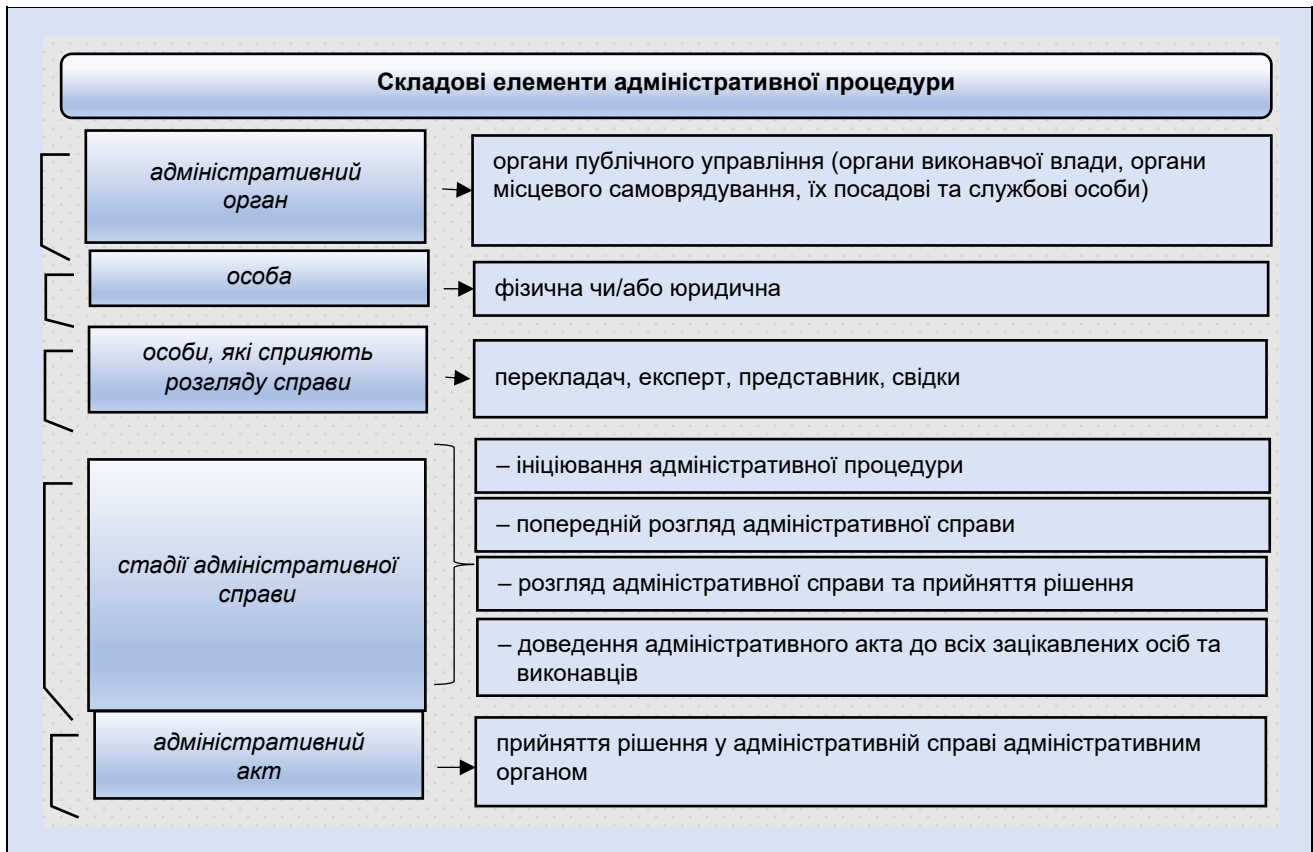 Складові елементи адміністративної процедури
адміністративний
орган
органи публічного управління (органи виконавчої влади, органи
місцевого самоврядування, їх посадові та службові особи)
особа
фізична чи/або юридична
особи, які сприяють
розгляду справи
перекладач, експерт, представник, свідки
стадії адміністративної
справи
– ініціювання адміністративної процедури
– попередній розгляд адміністративної справи
– розгляд адміністративної справи та прийняття рішення
– доведення адміністративного акта до всіх зацікавлених осіб та
виконавців
адміністративний
акт
прийняття рішення у адміністративній справі адміністративним
органом